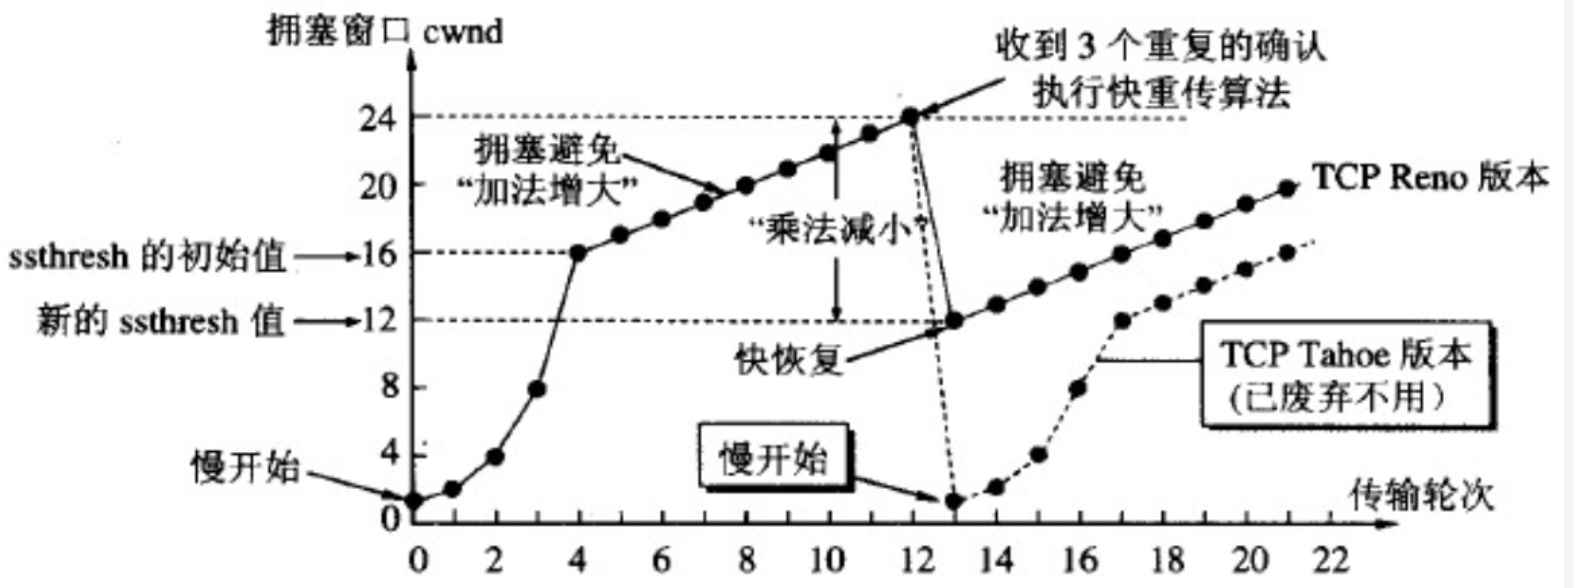 拥塞窗口 cwnd
收到 3 个重复的确认
执行快重传算法
24
拥塞避免
“加法增大”
20
拥塞避免
“加法增大”
TCP Reno 版本
“乘法减小”
ssthresh 的初始值
16
新的 ssthresh 值
12
快恢复
TCP Tahoe 版本
(已废弃不用)
8
4
慢开始
慢开始
传输轮次
0
0 2 4 6 8 10 12 14 16 18 20 22